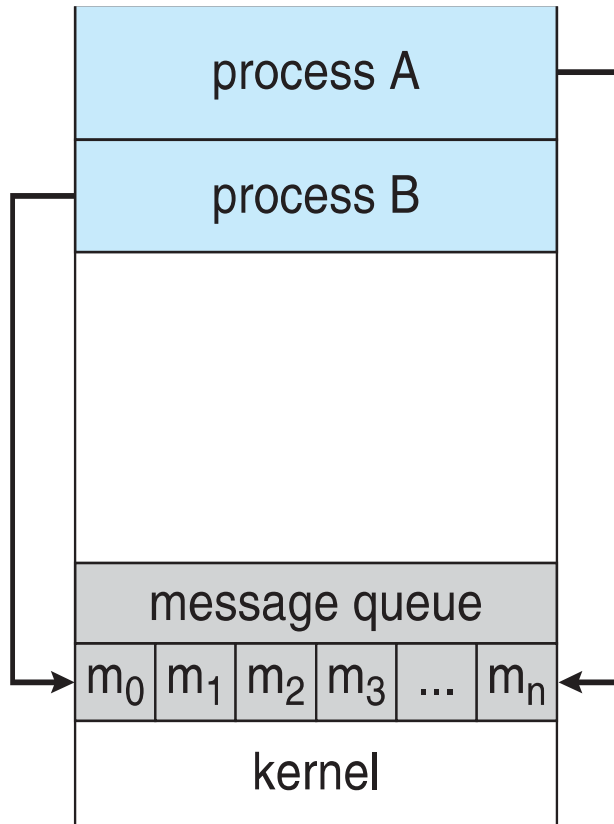 process A
process B
message queue
m₀ m₁ m₂ m₃ ... mₙ
kernel